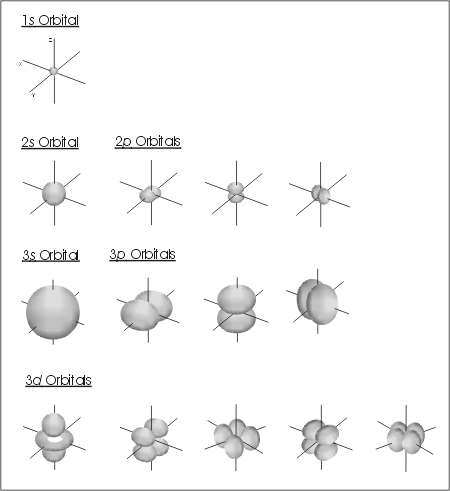 1s Orbital
Z
X
Y
2s Orbital
2p Orbitals
3s Orbital
3p Orbitals
3d Orbitals